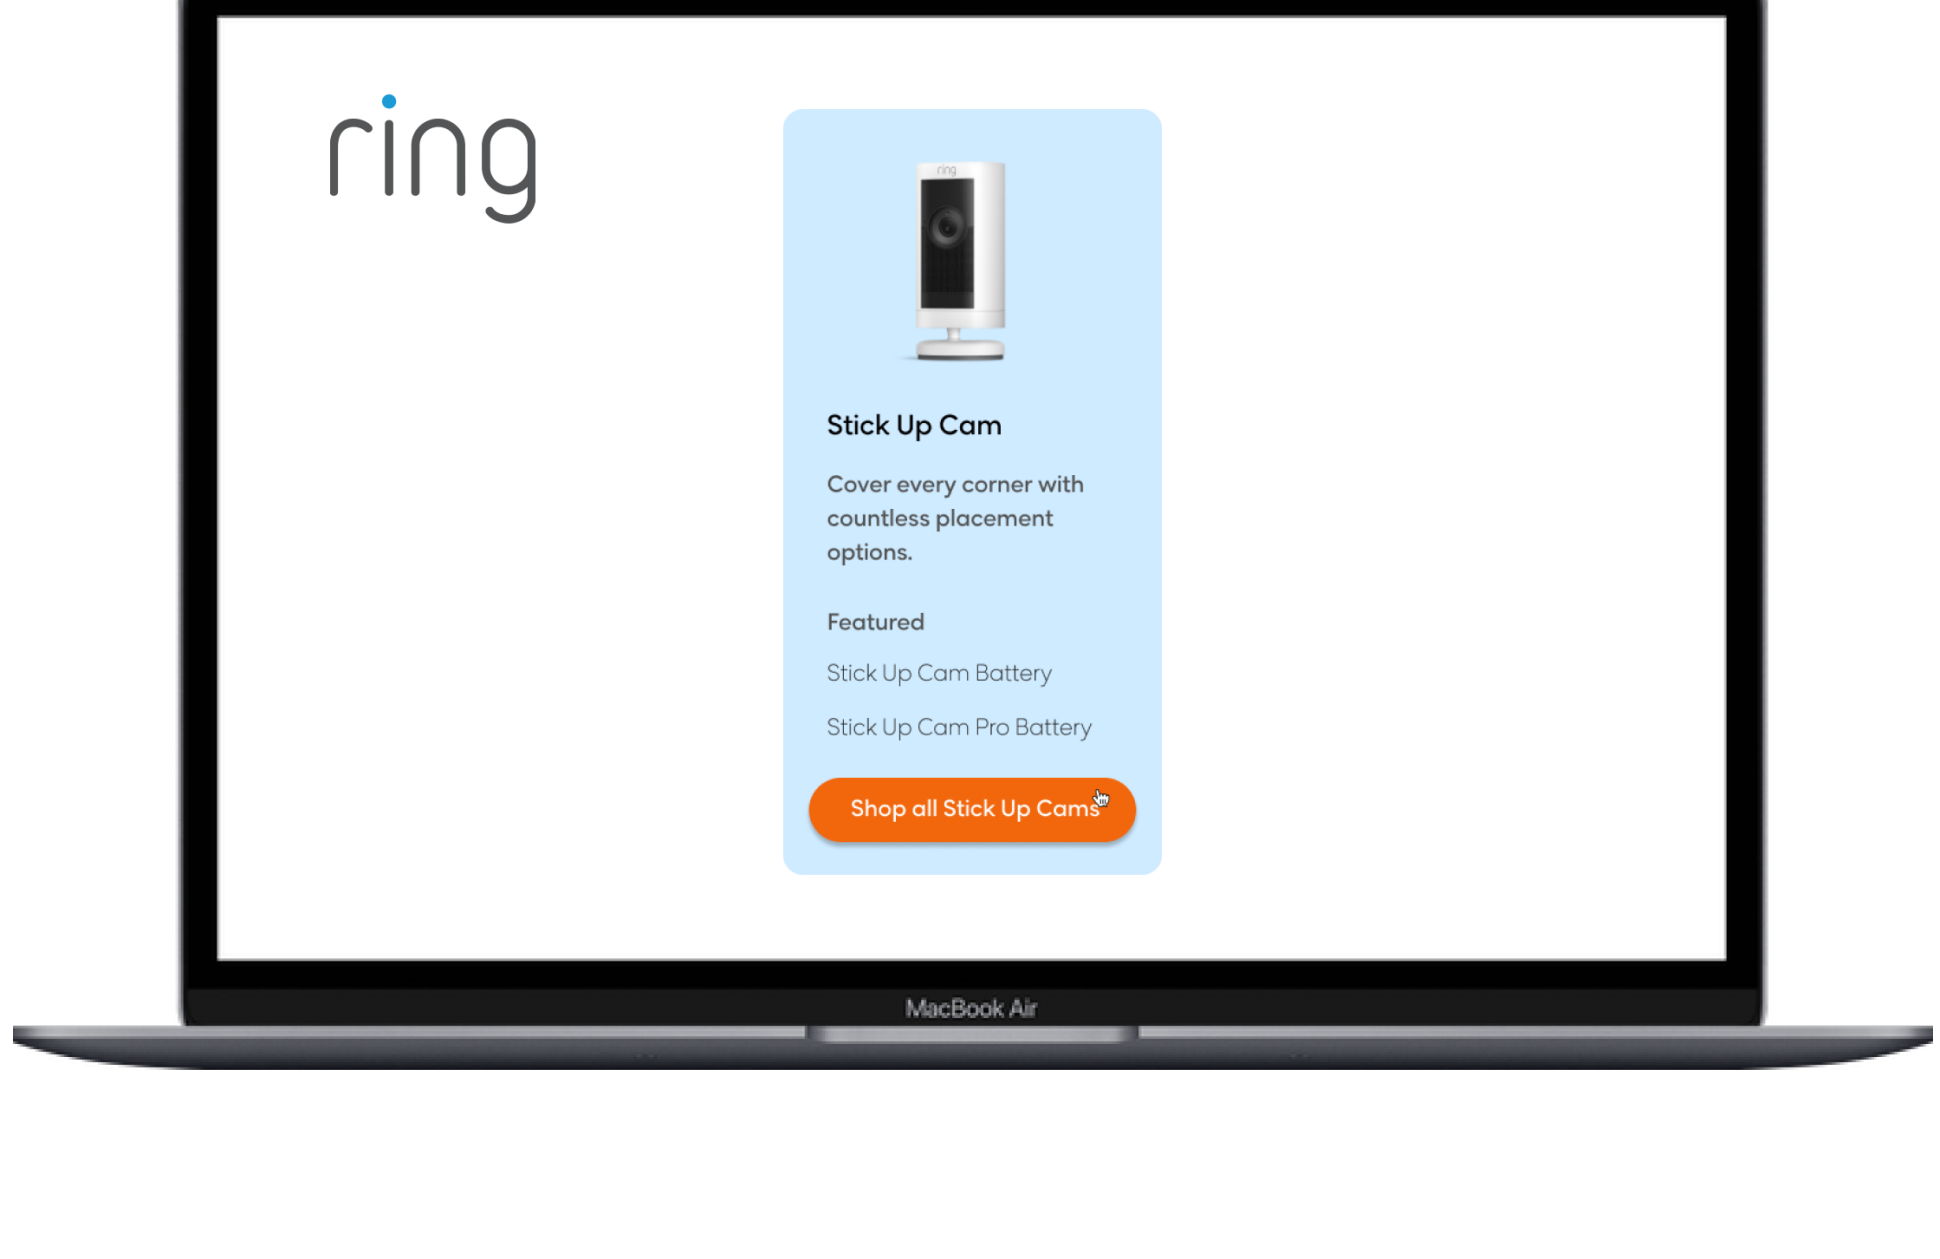 ring
ring
Stick Up Cam
Cover every corner with
countless placement
options.
Featured
Stick Up Cam Battery
Stick Up Cam Pro Battery
Shop all Stick Up Cams
MacBook Air